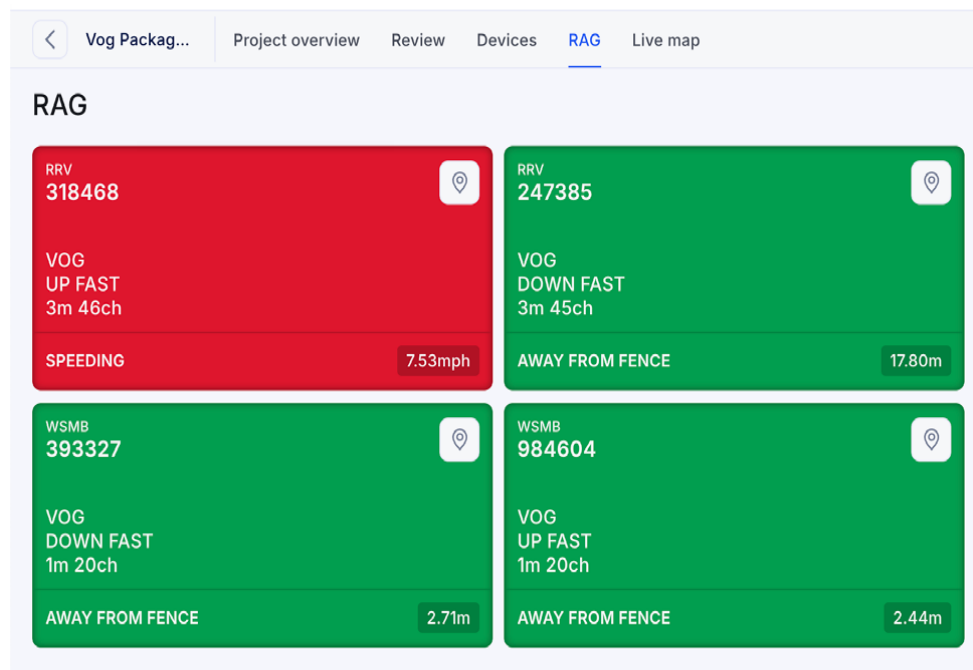 Vog Packag...
Project overview
Review
Devices
RAG
Live map
RAG
RRV
318468
VOG
UP FAST
3m 46ch
SPEEDING
7.53mph
RRV
247385
VOG
DOWN FAST
3m 45ch
AWAY FROM FENCE
17.80m
WSMB
393327
VOG
DOWN FAST
1m 20ch
AWAY FROM FENCE
2.71m
WSMB
984604
VOG
UP FAST
1m 20ch
AWAY FROM FENCE
2.44m